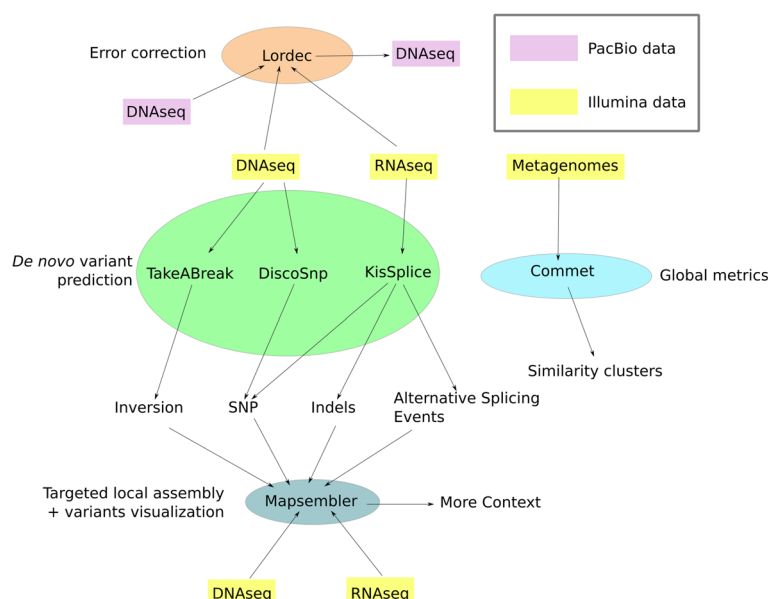 Error correction
Lordec
DNAseq
PacBio data
DNAseq
Illumina data
DNAseq
RNAseq
Metagenomes
De novo variant
prediction
TakeABreak
DiscoSnp
KisSplice
Commet
Global metrics
Similarity clusters
Inversion
SNP
Indels
Alternative Splicing
Events
Targeted local assembly
+ variants visualization
Mapsembler
More Context
DNAseq
RNAseq